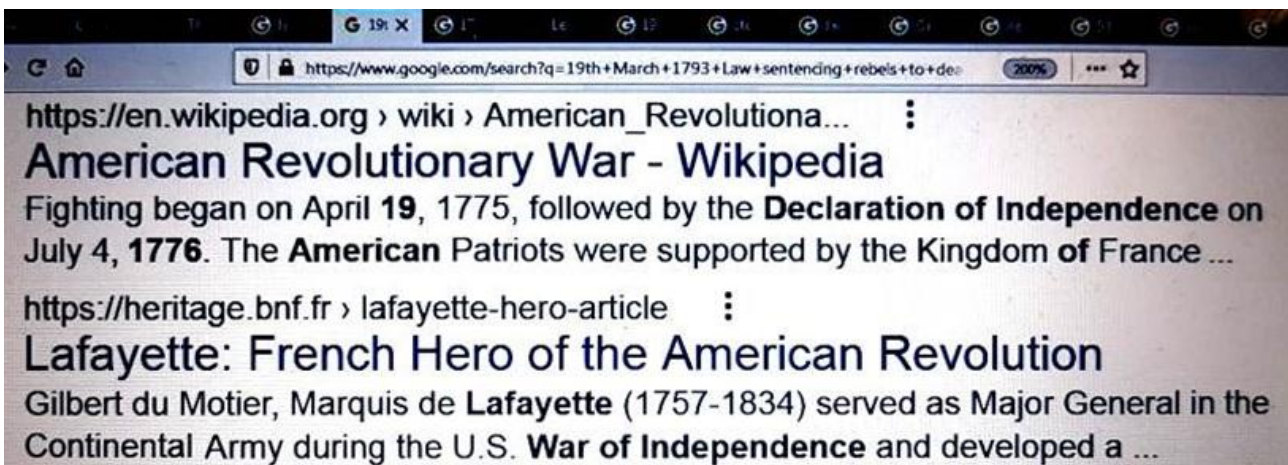 G 19t X
https://www.google.com/search?q=19th+March+1793+Law+sentencing+rebels+to+dea 200%
https://en.wikipedia.org › wiki › American_Revolutiona...
American Revolutionary War - Wikipedia
Fighting began on April 19, 1775, followed by the Declaration of Independence on
July 4, 1776. The American Patriots were supported by the Kingdom of France ...
https://heritage.bnf.fr › lafayette-hero-article
Lafayette: French Hero of the American Revolution
Gilbert du Motier, Marquis de Lafayette (1757-1834) served as Major General in the
Continental Army during the U.S. War of Independence and developed a ...